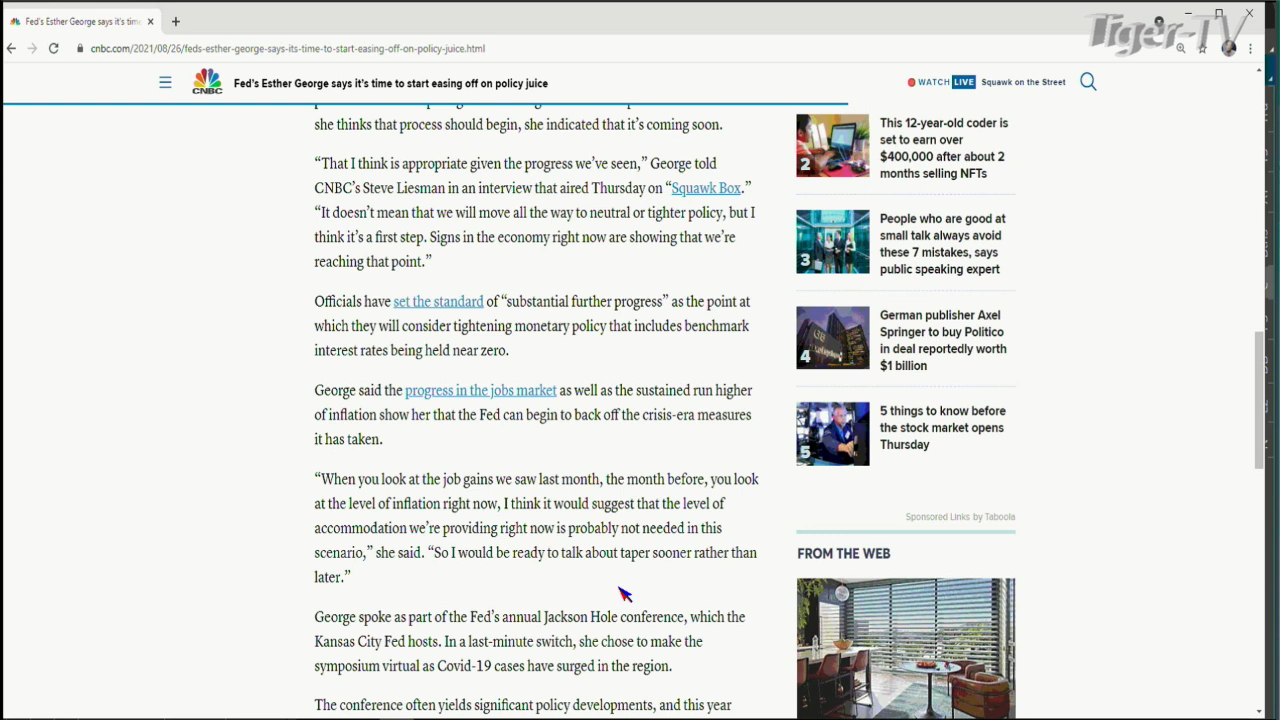 Fed's Esther George says it's time
Tiger-TV
cnbc.com/2021/08/26/feds-esther-george-says-its-time-to-start-easing-off-on-policy-juice.html
CNBC
Fed's Esther George says it's time to start easing off on policy juice
WATCH LIVE Squawk on the Street
she thinks that process should begin, she indicated that it's coming soon.
“That I think is appropriate given the progress we've seen,” George told
CNBC's Steve Liesman in an interview that aired Thursday on “Squawk Box.”
“It doesn't mean that we will move all the way to neutral or tighter policy, but I
think it's a first step. Signs in the economy right now are showing that we're
reaching that point.”
Officials have set the standard of “substantial further progress” as the point at
which they will consider tightening monetary policy that includes benchmark
interest rates being held near zero.
George said the progress in the jobs market as well as the sustained run higher
of inflation show her that the Fed can begin to back off the crisis-era measures
it has taken.
“When you look at the job gains we saw last month, the month before, you look
at the level of inflation right now, I think it would suggest that the level of
accommodation we're providing right now is probably not needed in this
scenario,” she said. “So I would be ready to talk about taper sooner rather than
later.”
George spoke as part of the Fed's annual Jackson Hole conference, which the
Kansas City Fed hosts. In a last-minute switch, she chose to make the
symposium virtual as Covid-19 cases have surged in the region.
The conference often yields significant policy developments, and this year
2
This 12-year-old coder is
set to earn over
$400,000 after about 2
months selling NFTs
3
People who are good at
small talk always avoid
these 7 mistakes, says
public speaking expert
4
German publisher Axel
Springer to buy Politico
in deal reportedly worth
$1 billion
5
5 things to know before
the stock market opens
Thursday
Sponsored Links by Taboola
FROM THE WEB